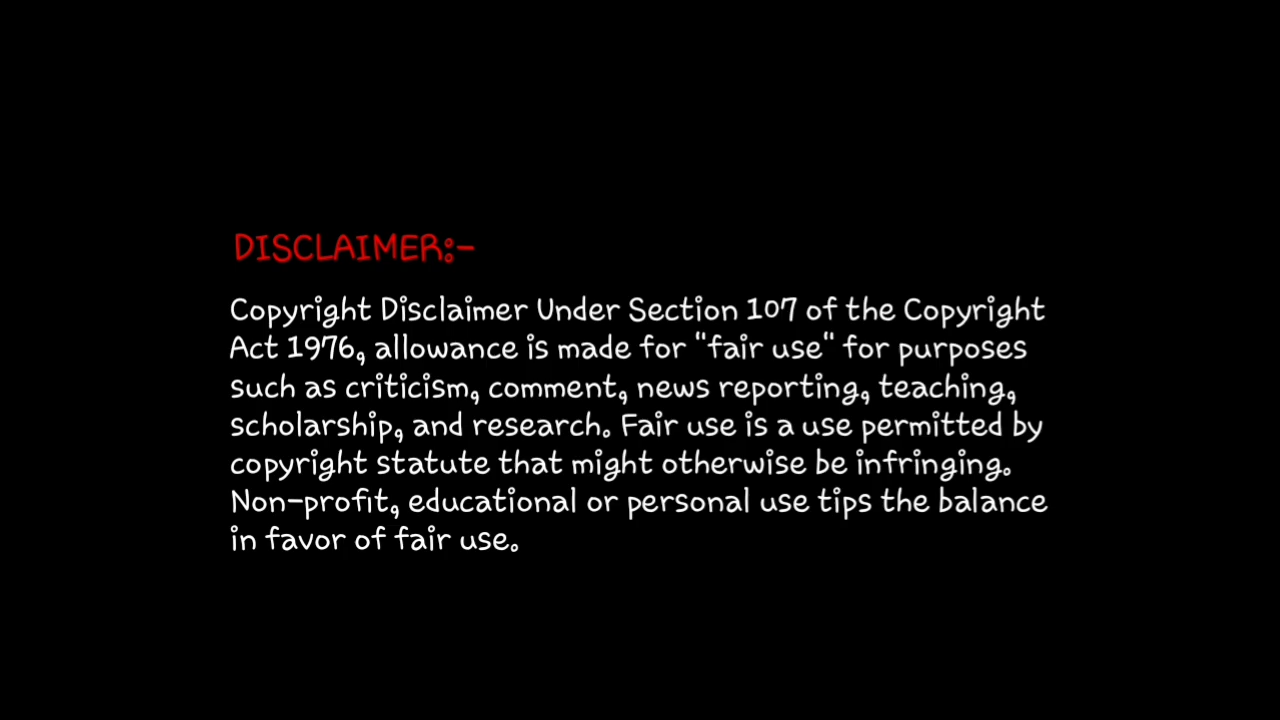 DISCLAIMER:-
Copyright Disclaimer Under Section 107 of the Copyright
Act 1976, allowance is made for "fair use" for purposes
such as criticism, comment, news reporting, teaching,
scholarship, and research. Fair use is a use permitted by
copyright statute that might otherwise be infringing.
Non-profit, educational or personal use tips the balance
in favor of fair use.